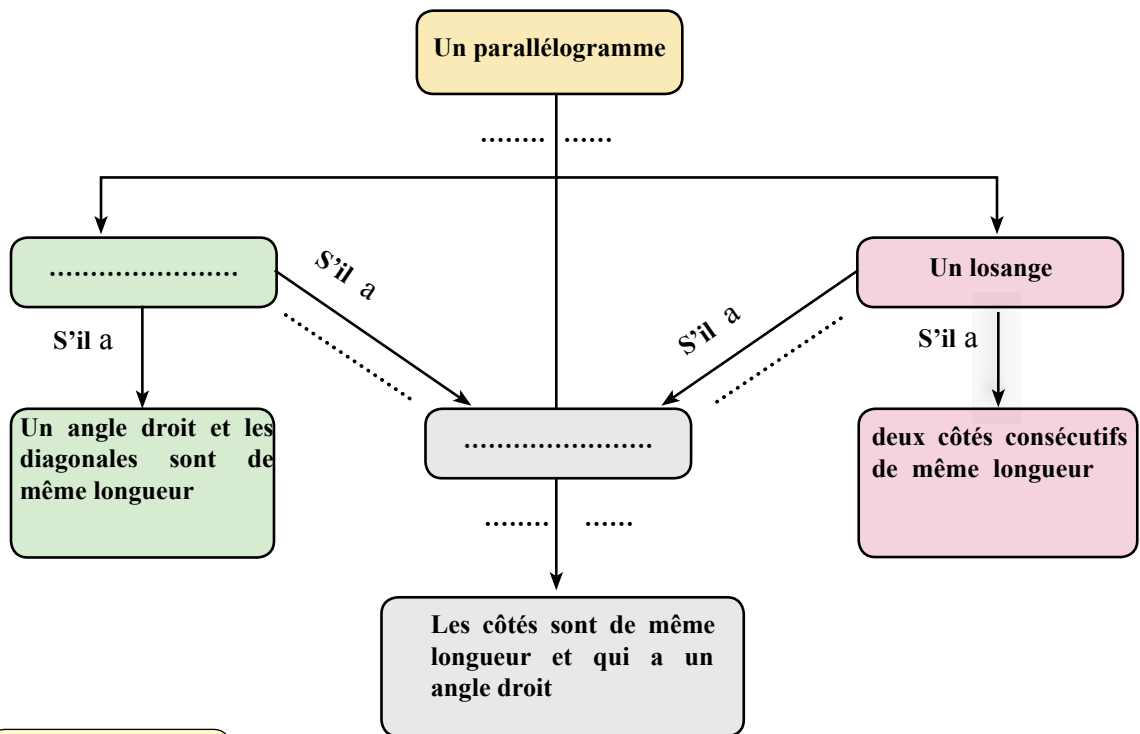 Un parallélogramme
........ ......
.......................
S'il a
S'il a
Un losange
S'il a
...............
...............
S'il a
Un angle droit et les
diagonales sont de
même longueur
.......................
deux côtés consécutifs
de même longueur
........ ......
Les côtés sont de même
longueur et qui a un
angle droit